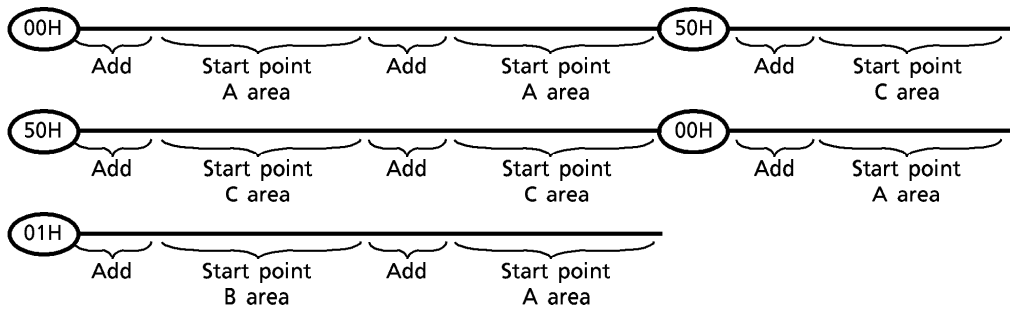 00H 50H
Add Start point Add Start point Add Start point
A area A area C area
50H 00H
Add Start point Add Start point Add Start point
C area C area A area
01H
Add Start point Add Start point
B area A area